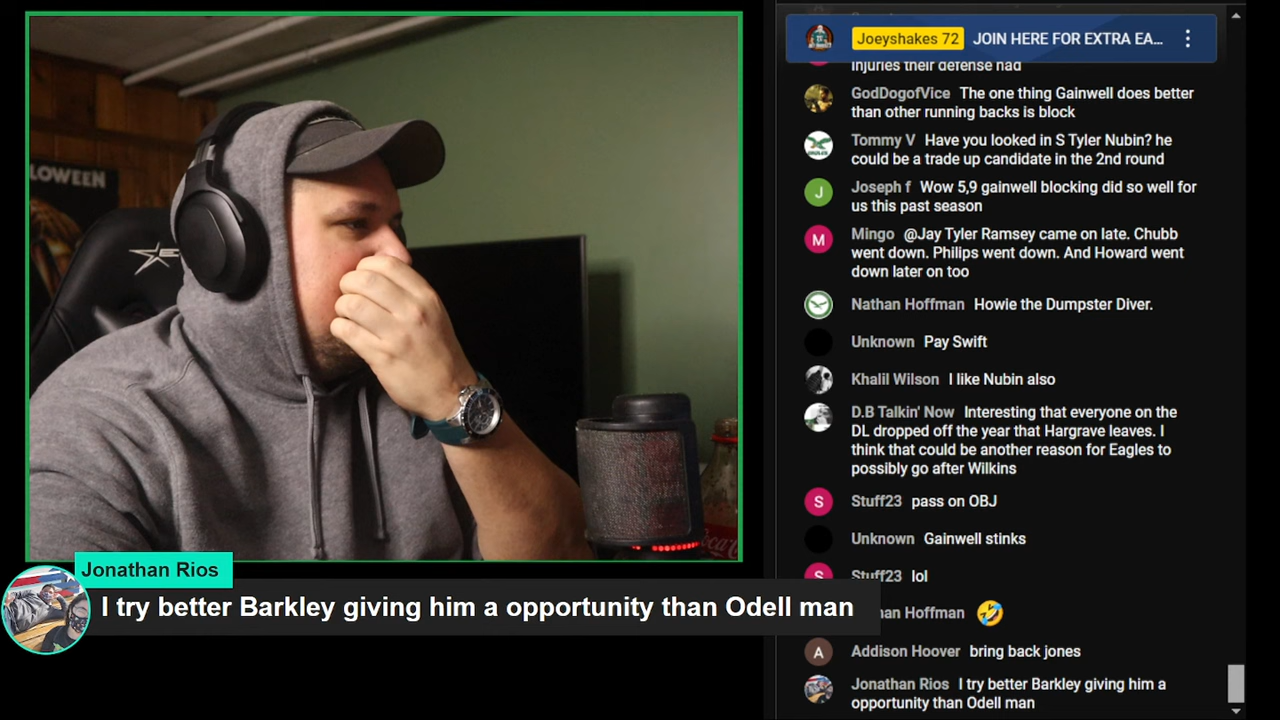 LOWEEN
Coca-Co
Jonathan Rios
I try better Barkley giving him a opportunity than Odell man
Joeyshakes 72 JOIN HERE FOR EXTRA EA...
injuries their defense had
GodDogofVice The one thing Gainwell does better
than other running backs is block
Tommy V Have you looked in S Tyler Nubin? he
could be a trade up candidate in the 2nd round
J
Joseph f Wow 5,9 gainwell blocking did so well for
us this past season
M
Mingo @Jay Tyler Ramsey came on late. Chubb
went down. Philips went down. And Howard went
down later on too
Nathan Hoffman Howie the Dumpster Diver.
Unknown Pay Swift
Khalil Wilson I like Nubin also
D.B Talkin' Now Interesting that everyone on the
DL dropped off the year that Hargrave leaves. I
think that could be another reason for Eagles to
possibly go after Wilkins
S
Stuff23 pass on OBJ
Unknown Gainwell stinks
S
Stuff23 lol
han Hoffman 🤣
A
Addison Hoover bring back jones
Jonathan Rios I try better Barkley giving him a
opportunity than Odell man